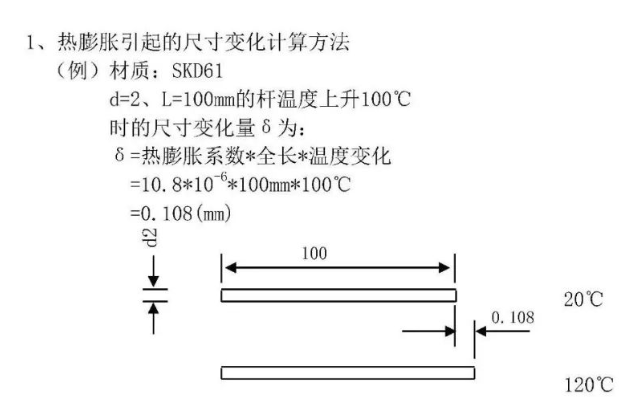 1、热膨胀引起的尺寸变化计算方法
（例）材质：SKD61
d=2、L=100mm的杆温度上升100℃
时的尺寸变化量δ为：
δ=热膨胀系数*全长*温度变化
=10.8*10⁻⁶*100mm*100℃
=0.108(mm)
d2
100
20℃
0.108
120℃